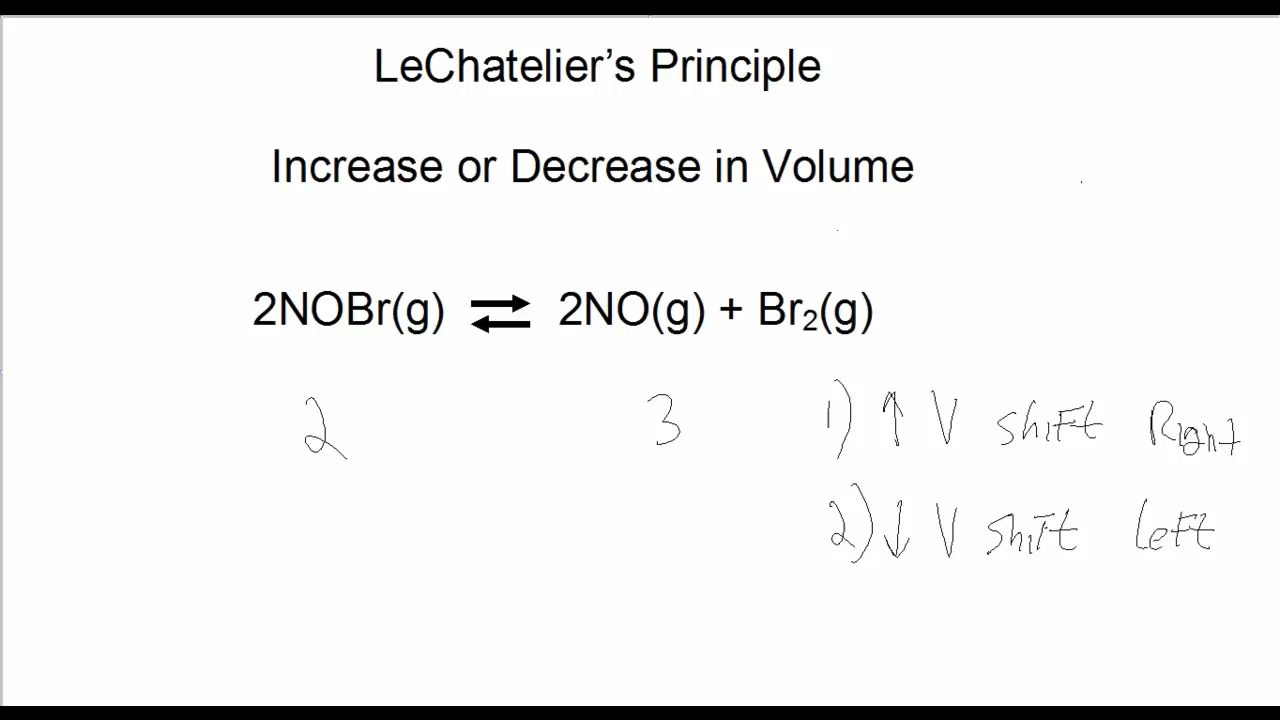 LeChatelier’s Principle
Increase or Decrease in Volume
2NOBr(g) ⇄ 2NO(g) + Br₂(g)
2 3 1) ↑ V shift Right
2) ↓ V shift left